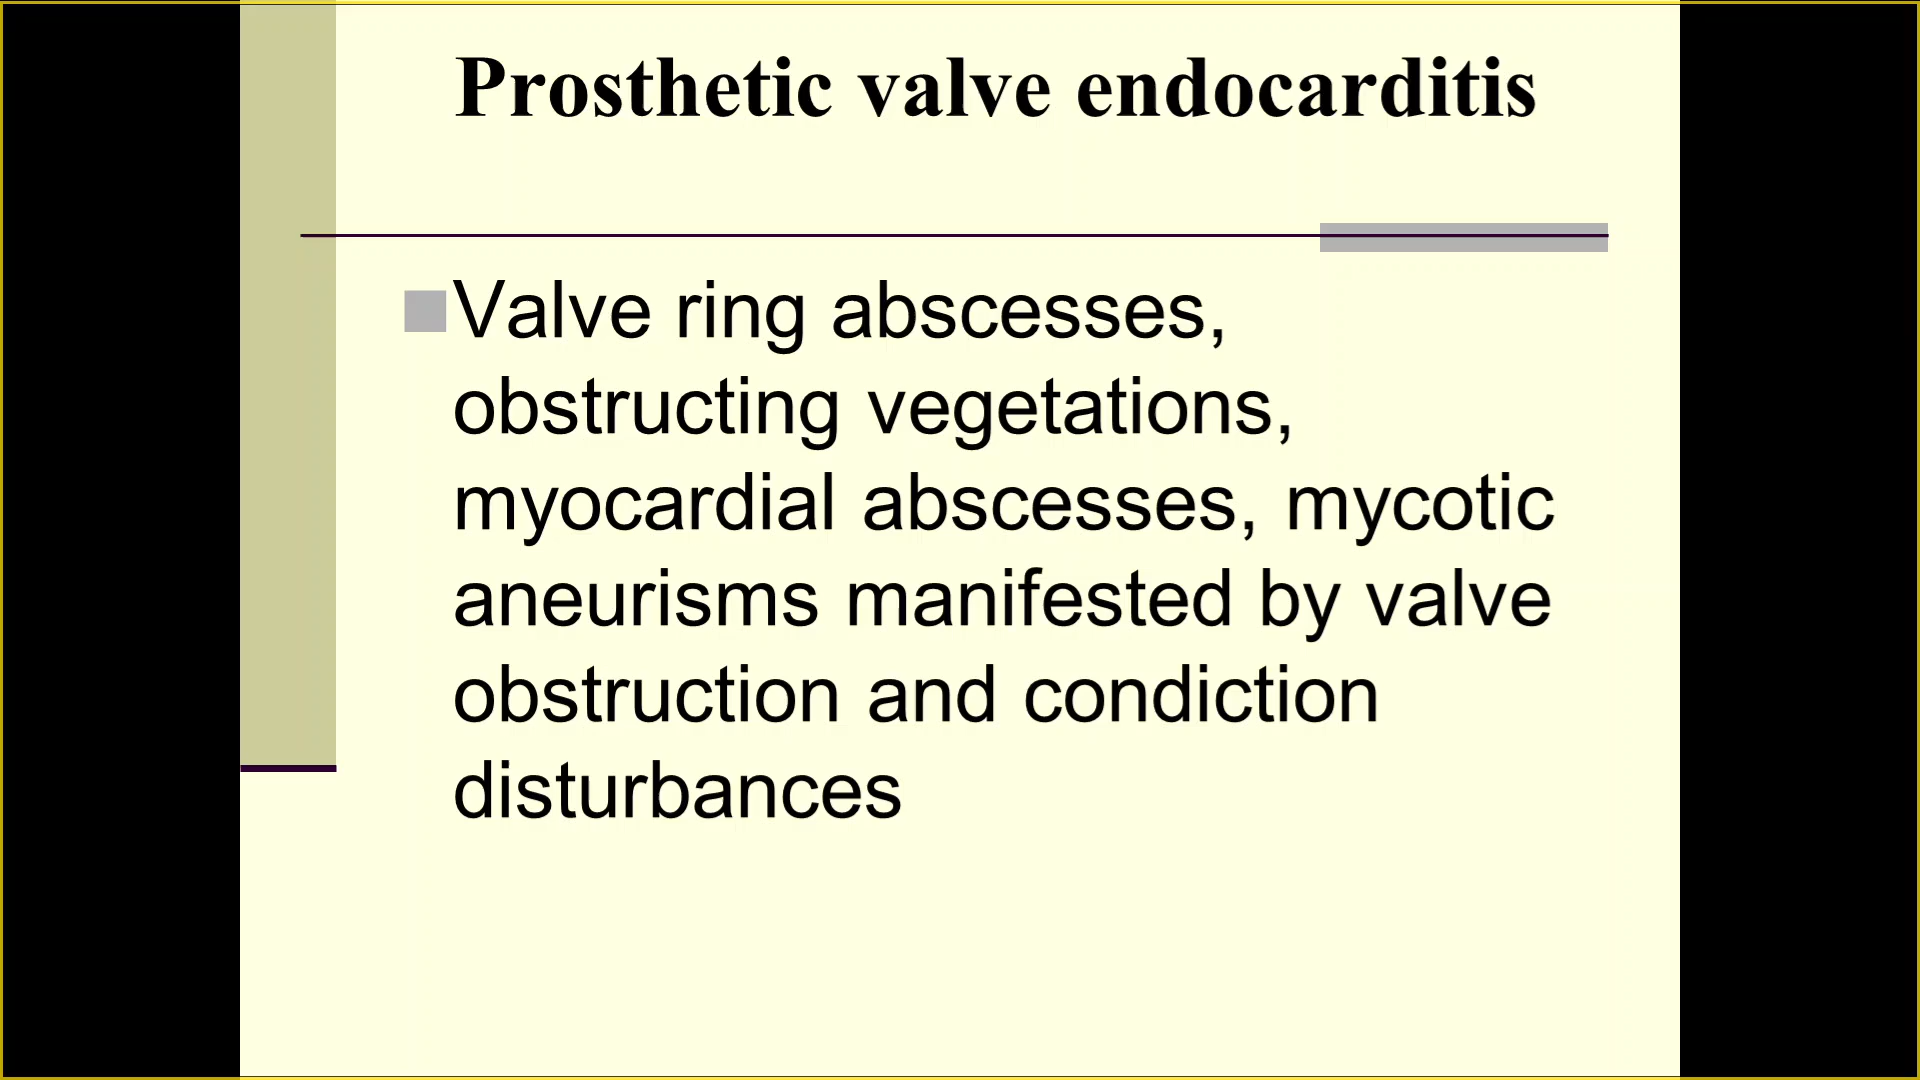 Prosthetic valve endocarditis
Valve ring abscesses,
obstructing vegetations,
myocardial abscesses, mycotic
aneurisms manifested by valve
obstruction and condiction
disturbances